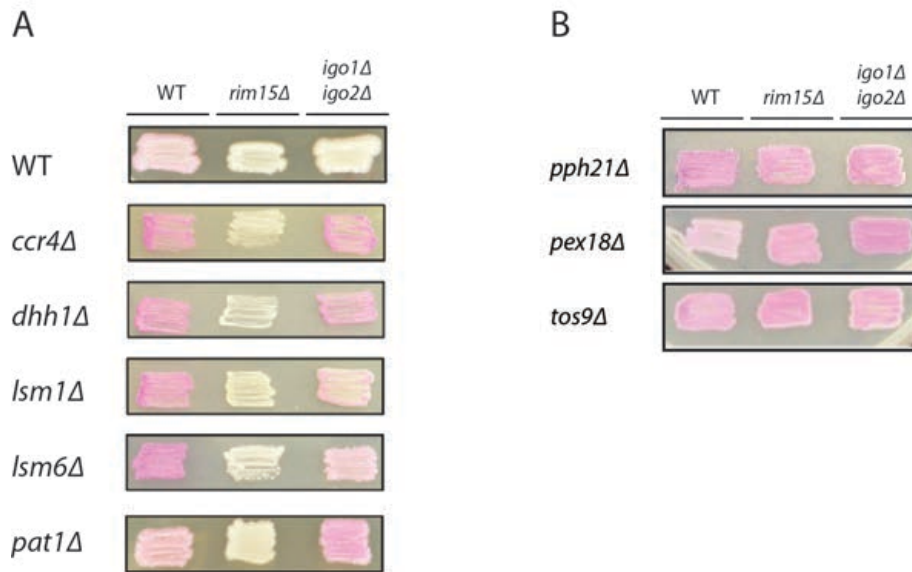 A
WT rim15Δ igo1Δ
igo2Δ
WT
ccr4Δ
dhh1Δ
lsm1Δ
lsm6Δ
pat1Δ
B
WT rim15Δ igo1Δ
igo2Δ
pph21Δ
pex18Δ
tos9Δ